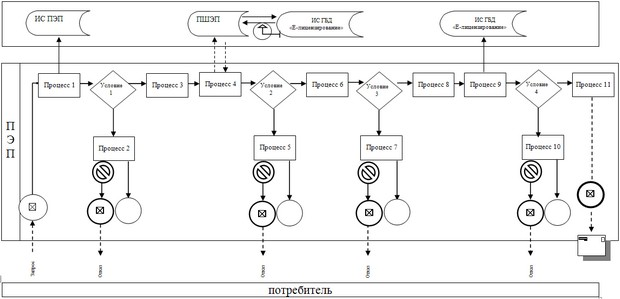 ИС ПЭП
ПШЭП
ИС ГБД
«Е-лицензирование»
ИС ГБД
«Е-лицензирование»
Процесс 1
Условие
1
Процесс 3
Процесс 4
Условие
2
Процесс 6
Условие
3
Процесс 8
Процесс 9
Условие
4
Процесс 11
П
Э
П
Процесс 2
Процесс 5
Процесс 7
Процесс 10
Запрос
Отказ
Отказ
Отказ
Отказ
потребитель